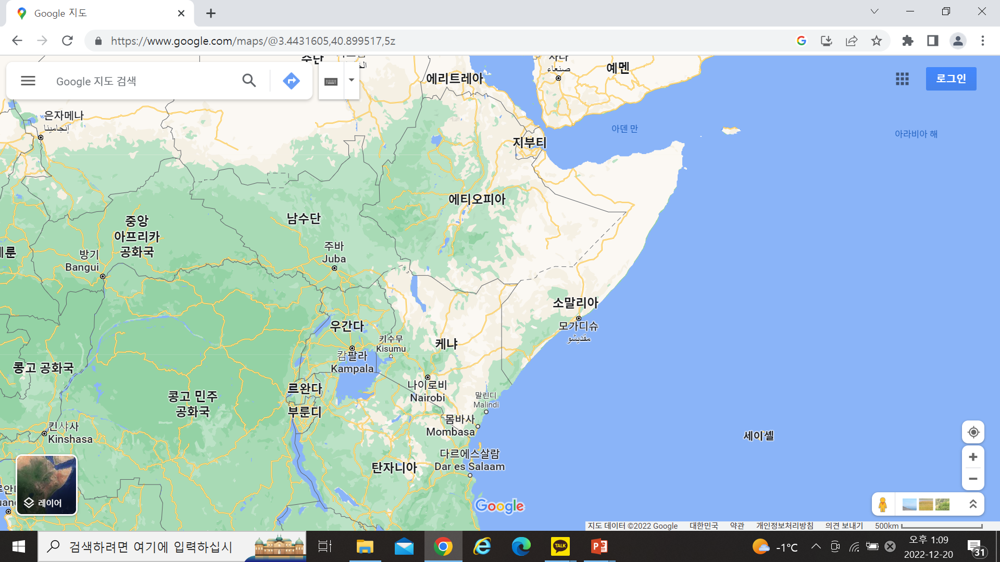 Google 지도
https://www.google.com/maps/@3.4431605,40.899517,5z
Google 지도 검색
로그인
예멘
صنعاء
에리트레아
은자메나
إنجامينا
아덴 만
아라비아 해
지부티
에티오피아
남수단
중앙
아프리카
공화국
주바
Juba
방기
Bangui
소말리아
모가디슈
مقديشو
우간다
키수무
Kisumu
케냐
캄팔라
Kampala
콩고 공화국
나이로비
Nairobi
르완다
콩고 민주
공화국
부룬디
말린디
Malindi
몸바사
Mombasa
킨샤사
Kinshasa
세이셸
다르에스살람
Dar es Salaam
탄자니아
레이어
Google
지도 데이터 ©2022 Google 대한민국 약관 개인정보처리방침 의견 보내기 500km
검색하려면 여기에 입력하십시
TALK
-1°C
오후 1:09
2022-12-20
31